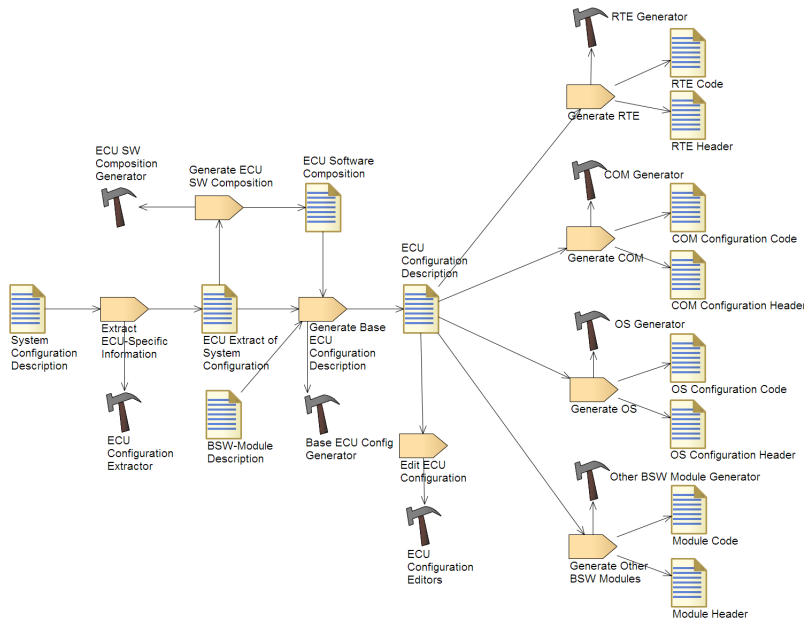 RTE Generator
RTE Code
Generate RTE
RTE Header
ECU SW
Composition
Generator
Generate ECU
SW Composition
ECU Software
Composition
COM Generator
COM Configuration Code
Generate COM
COM Configuration Header
ECU
Configuration
Description
System
Configuration
Description
Extract
ECU-Specific
Information
ECU Extract of
System
Configuration
Generate Base
ECU
Configuration
Description
OS Generator
OS Configuration Code
Generate OS
OS Configuration Header
ECU
Configuration
Extractor
BSW-Module
Description
Base ECU Config
Generator
Edit ECU
Configuration
ECU
Configuration
Editors
Other BSW Module Generator
Module Code
Generate Other
BSW Modules
Module Header